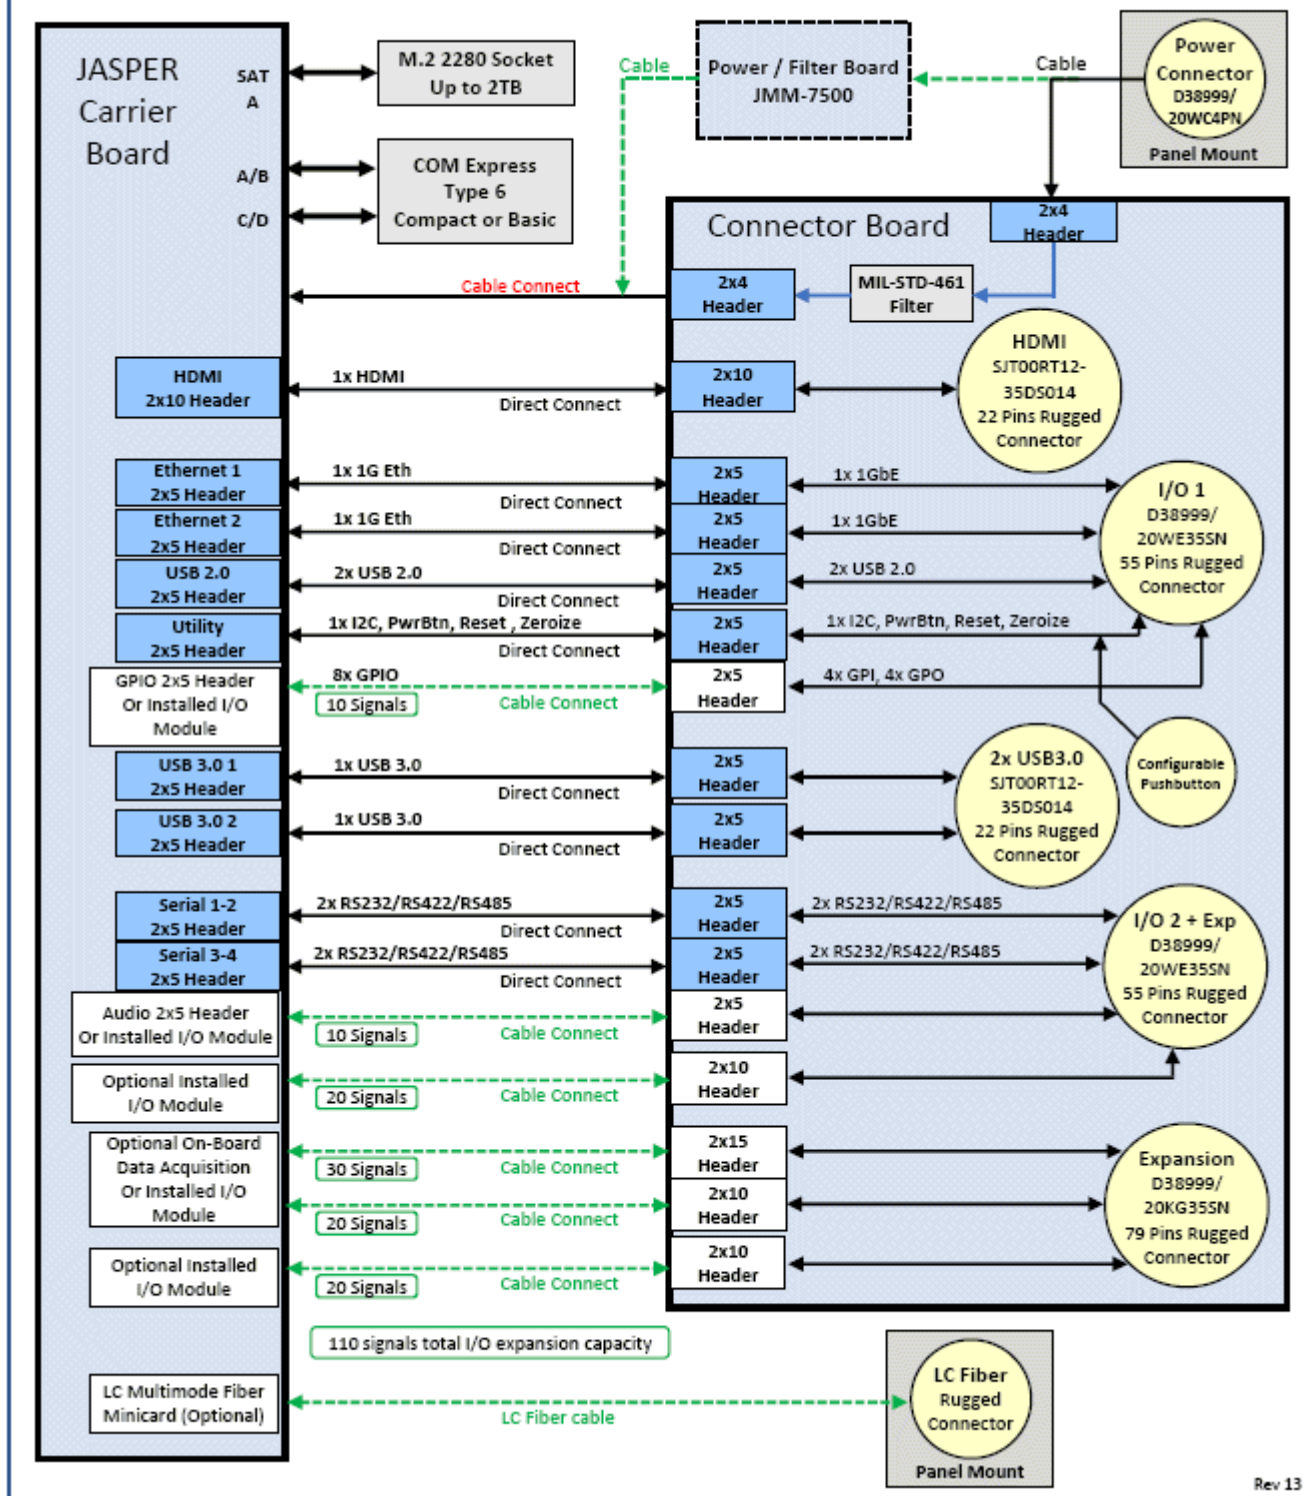 JASPER
Carrier
Board
SAT
A
A/B
C/D
M.2 2280 Socket
Up to 2TB
COM Express
Type 6
Compact or Basic
Cable
Power / Filter Board
JMM-7500
Cable
Power
Connector
D38999/
20WC4PN
Panel Mount
Connector Board
2x4
Header
Cable Connect
2x4
Header
MIL-STD-461
Filter
HDMI
2x10 Header
1x HDMI
Direct Connect
2x10
Header
HDMI
SJT00RT12-
35DS014
22 Pins Rugged
Connector
Ethernet 1
2x5 Header
1x 1G Eth
Direct Connect
2x5
Header
1x 1GbE
Ethernet 2
2x5 Header
1x 1G Eth
Direct Connect
2x5
Header
1x 1GbE
USB 2.0
2x5 Header
2x USB 2.0
Direct Connect
2x5
Header
2x USB 2.0
I/O 1
D38999/
20WE35SN
55 Pins Rugged
Connector
Utility
2x5 Header
1x I2C, PwrBtn, Reset , Zeroize
Direct Connect
2x5
Header
1x I2C, PwrBtn, Reset, Zeroize
GPIO 2x5 Header
Or Installed I/O
Module
8x GPIO
10 Signals
Cable Connect
2x5
Header
4x GPI, 4x GPO
USB 3.0 1
2x5 Header
1x USB 3.0
Direct Connect
2x5
Header
USB 3.0 2
2x5 Header
1x USB 3.0
Direct Connect
2x5
Header
2x USB3.0
SJT00RT12-
35DS014
22 Pins Rugged
Connector
Configurable
Pushbutton
Serial 1-2
2x5 Header
2x RS232/RS422/RS485
Direct Connect
2x5
Header
2x RS232/RS422/RS485
Serial 3-4
2x5 Header
2x RS232/RS422/RS485
Direct Connect
2x5
Header
2x RS232/RS422/RS485
I/O 2 + Exp
D38999/
20WE35SN
55 Pins Rugged
Connector
Audio 2x5 Header
Or Installed I/O Module
10 Signals
Cable Connect
2x5
Header
Optional Installed
I/O Module
20 Signals
Cable Connect
2x10
Header
Optional On-Board
Data Acquisition
Or Installed I/O
Module
30 Signals
Cable Connect
2x15
Header
20 Signals
Cable Connect
2x10
Header
Expansion
D38999/
20KG35SN
79 Pins Rugged
Connector
Optional Installed
I/O Module
20 Signals
Cable Connect
2x10
Header
110 signals total I/O expansion capacity
LC Multimode Fiber
Minicard (Optional)
LC Fiber cable
LC Fiber
Rugged
Connector
Panel Mount
Rev 13